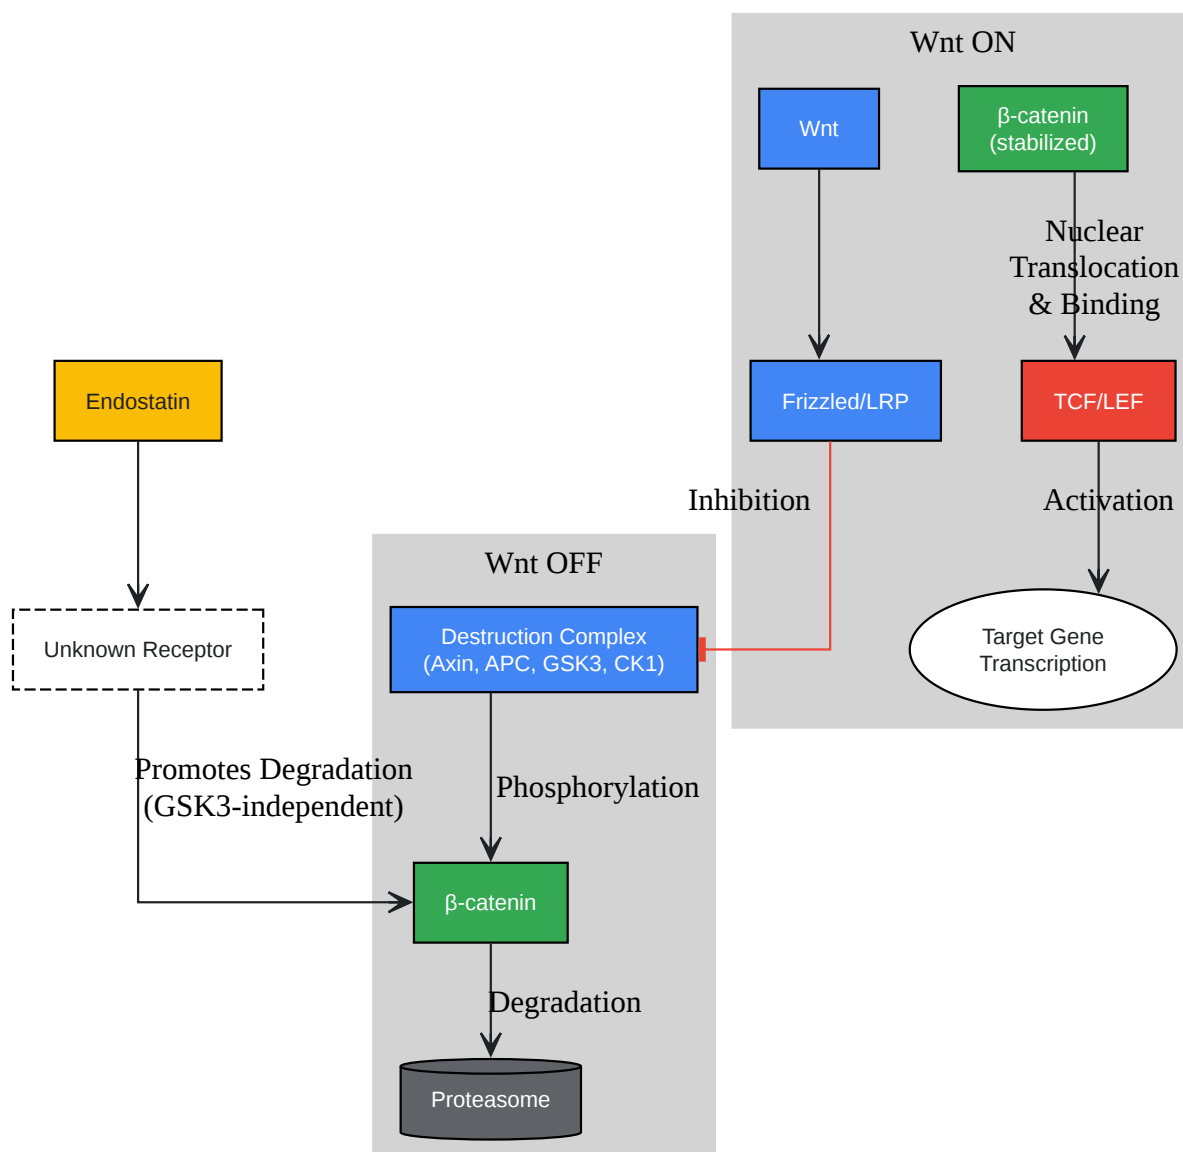 Wnt ON
Wnt
β-catenin
(stabilized)
Nuclear
Translocation
& Binding
Endostatin
Frizzled/LRP
TCF/LEF
Inhibition
Activation
Wnt OFF
Unknown Receptor
Destruction Complex
(Axin, APC, GSK3, CK1)
Target Gene
Transcription
Promotes Degradation
(GSK3-independent)
Phosphorylation
β-catenin
Degradation
Proteasome